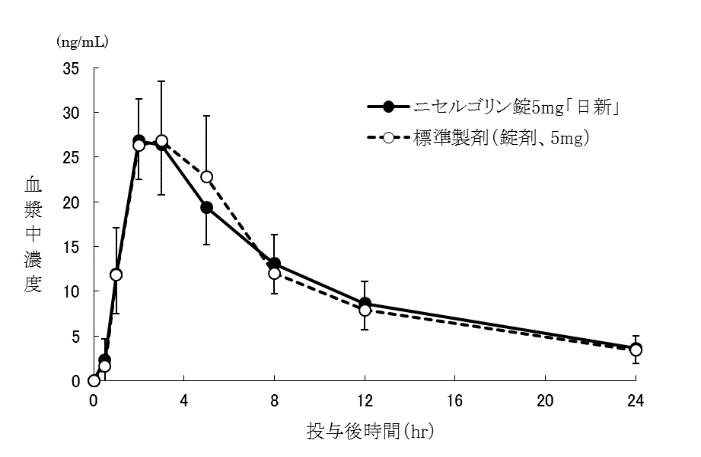 (ng/mL)
35
30
25
20
15
10
5
0
血漿中濃度
ニセルゴリン錠5mg「日新」
標準製剤(錠剤、5mg)
0 4 8 12 16 20 24
投与後時間(hr)